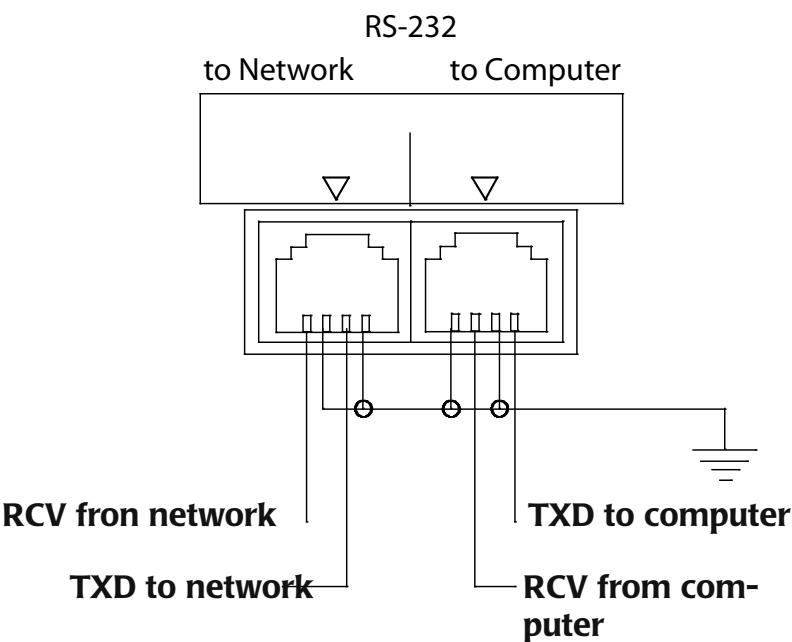 RS-232
to Network to Computer
RCV fron network
TXD to computer
TXD to network
RCV from com-
puter